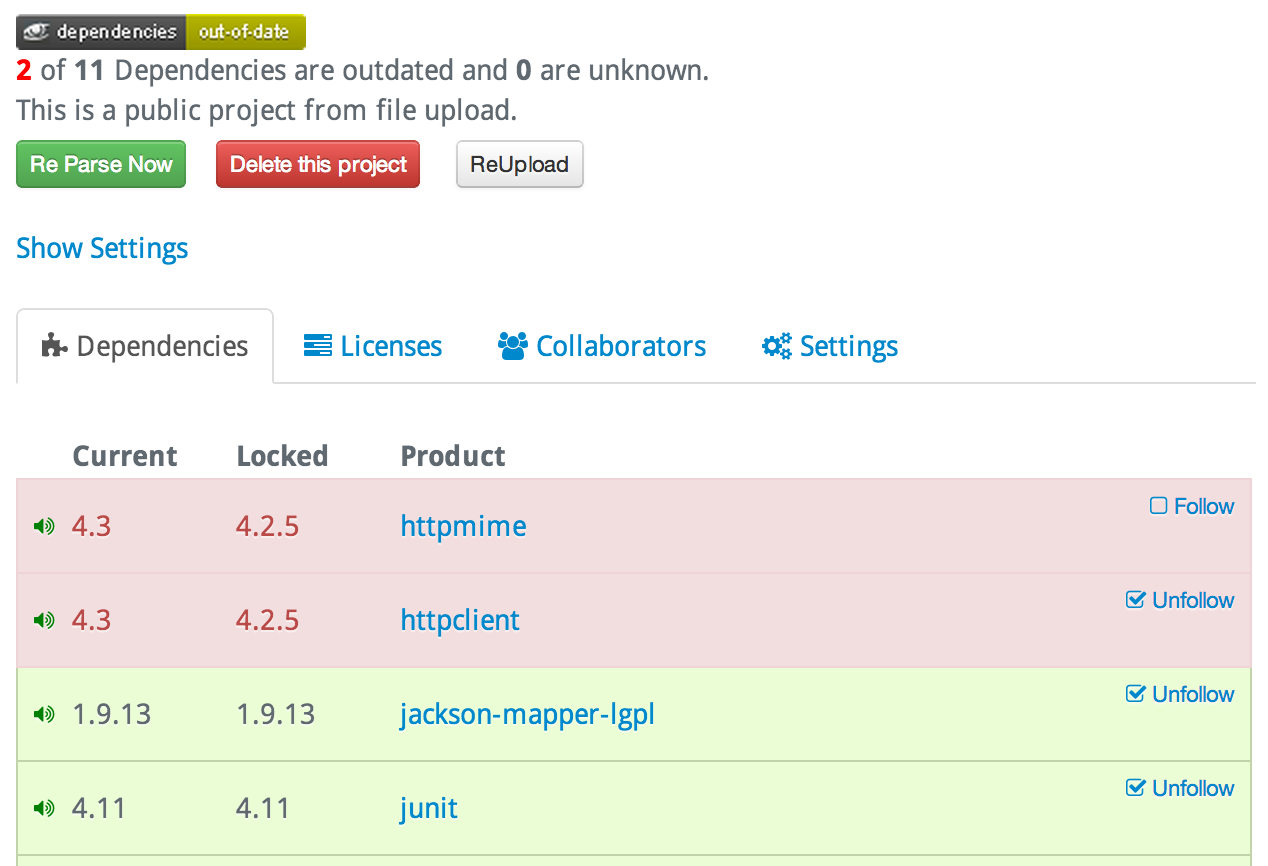 dependencies out-of-date
2 of 11 Dependencies are outdated and 0 are unknown.
This is a public project from file upload.
Re Parse Now Delete this project ReUpload
Show Settings
Dependencies Licenses Collaborators Settings
Current Locked Product
4.3 4.2.5 httpmime Follow
4.3 4.2.5 httpclient Unfollow
1.9.13 1.9.13 jackson-mapper-lgpl Unfollow
4.11 4.11 junit Unfollow